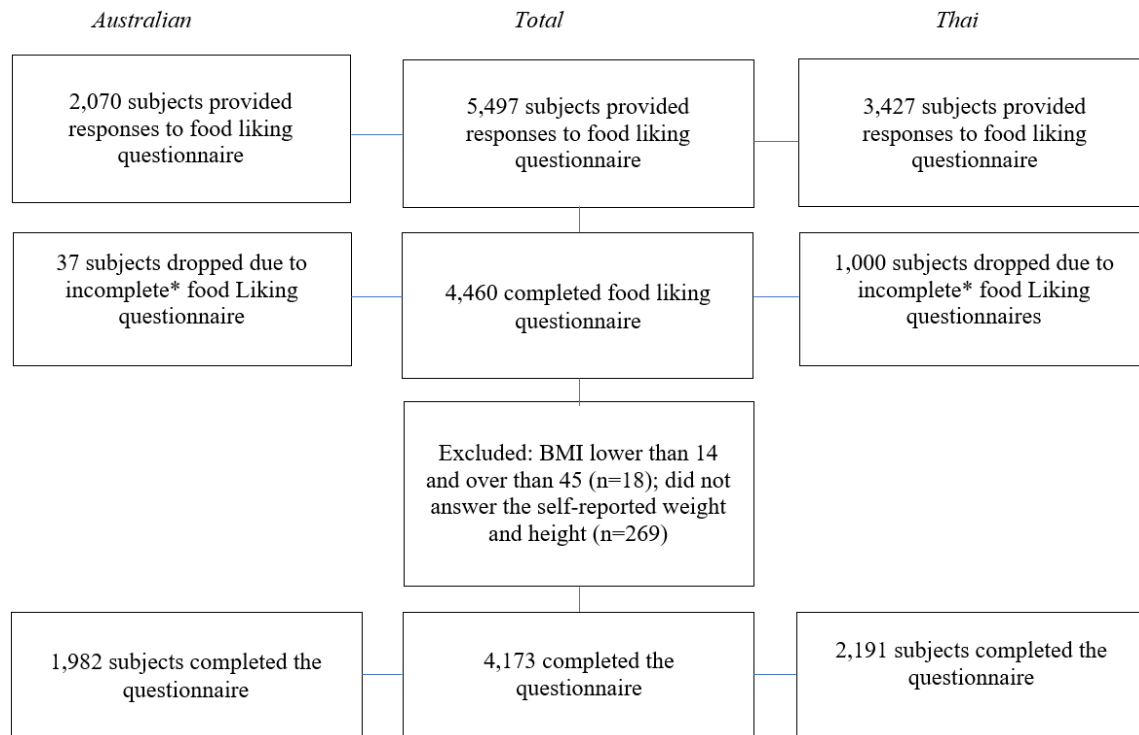 Australian
Total
Thai
2,070 subjects provided
responses to food liking
questionnaire
5,497 subjects provided
responses to food liking
questionnaire
3,427 subjects provided
responses to food liking
questionnaire
37 subjects dropped due to
incomplete* food Liking
questionnaire
4,460 completed food liking
questionnaire
1,000 subjects dropped due to
incomplete* food Liking
questionnaires
Excluded: BMI lower than 14
and over than 45 (n=18); did not
answer the self-reported weight
and height (n=269)
1,982 subjects completed the
questionnaire
4,173 completed the
questionnaire
2,191 subjects completed the
questionnaire